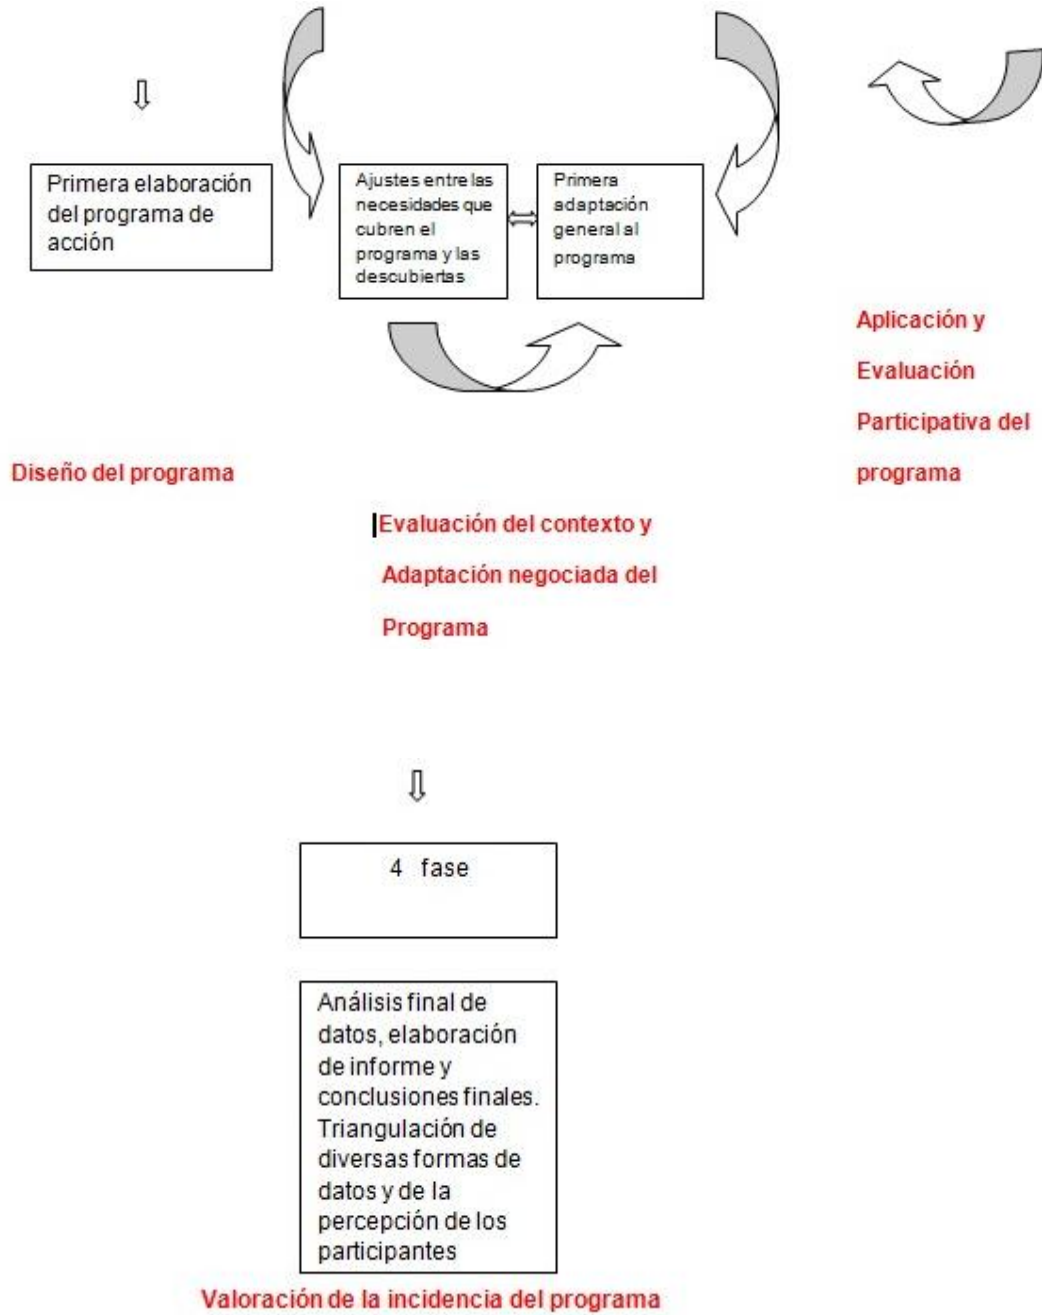 Primera elaboración
del programa de
acción
Ajustes entre las
necesidades que
cubren el
programa y las
descubiertas
Primera
adaptación
general al
programa
Aplicación y
Evaluación
Participativa del
programa
Diseño del programa
Evaluación del contexto y
Adaptación negociada del
Programa
4 fase
Análisis final de
datos, elaboración
de informe y
conclusiones finales.
Triangulación de
diversas formas de
datos y de la
percepción de los
participantes
Valoración de la incidencia del programa